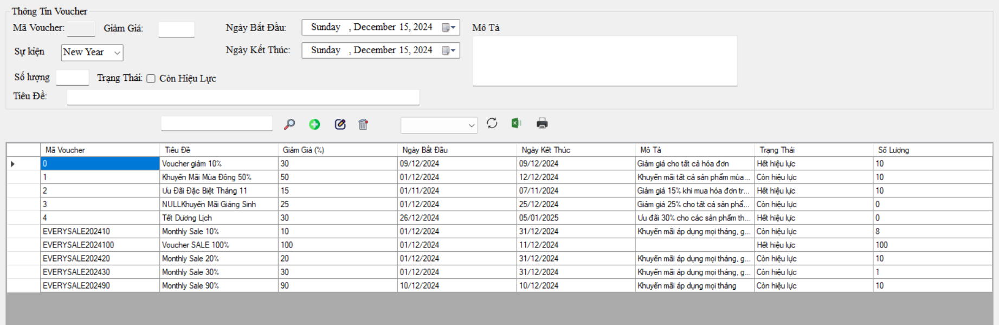 Thông Tin Voucher
Mã Voucher: Giảm Giá: Ngày Bắt Đầu: Sunday , December 15, 2024 Mô Tả
Sự kiện New Year Ngày Kết Thúc: Sunday , December 15, 2024
Số lượng Trạng Thái: Còn Hiệu Lực
Tiêu Đề:
Mã Voucher Tiêu Đề Giảm Giá (%) Ngày Bắt Đầu Ngày Kết Thúc Mô Tả Trạng Thái Số Lượng
0 Voucher giảm 10% 30 09/12/2024 09/12/2024 Giảm giá cho tất cả hóa đơn Hết hiệu lực 10
1 Khuyến Mãi Mùa Đông 50% 50 01/12/2024 12/12/2024 Khuyến mãi tất cả sản phẩm mùa... Còn hiệu lực 10
2 Ưu Đãi Đặc Biệt Tháng 11 15 01/11/2024 07/11/2024 Giảm giá 15% khi mua hóa đơn tr... Hết hiệu lực 10
3 NULLKhuyến Mãi Giáng Sinh 25 01/12/2024 25/12/2024 Giảm giá 25% cho tất cả sản phẩ... Còn hiệu lực 0
4 Tết Dương Lịch 30 26/12/2024 05/01/2025 Ưu đãi 30% cho các sản phẩm th... Hết hiệu lực 0
EVERYSALE202410 Monthly Sale 10% 10 01/12/2024 31/12/2024 Khuyến mãi áp dụng mọi tháng, g... Còn hiệu lực 8
EVERYSALE2024100 Voucher SALE 100% 100 01/12/2024 11/12/2024 Hết hiệu lực 100
EVERYSALE202420 Monthly Sale 20% 20 01/12/2024 31/12/2024 Khuyến mãi áp dụng mọi tháng, g... Còn hiệu lực 10
EVERYSALE202430 Monthly Sale 30% 30 01/12/2024 31/12/2024 Khuyến mãi áp dụng mọi tháng, g... Còn hiệu lực 1
EVERYSALE202490 Monthly Sale 90% 90 10/12/2024 10/12/2024 Khuyến mãi áp dụng mọi tháng Còn hiệu lực 10